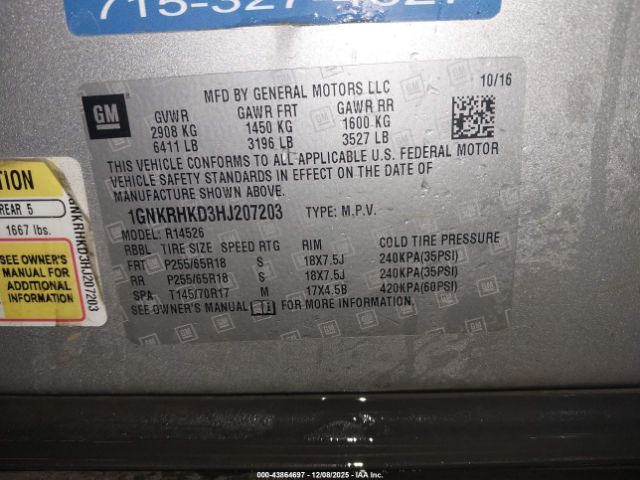 GM
MFD BY GENERAL MOTORS LLC 10/16
GVWR GAWR FRT GAWR RR
2908 KG 1450 KG 1600 KG
6411 LB 3196 LB 3527 LB
THIS VEHICLE CONFORMS TO ALL APPLICABLE U.S. FEDERAL MOTOR
VEHICLE SAFETY STANDARDS IN EFFECT ON THE DATE OF
MANUFACTURE SHOWN ABOVE.
1GNKRHKD3HJ207203 TYPE: M.P.V.
MODEL: R14526
RBBL TIRE SIZE SPEED RTG RIM COLD TIRE PRESSURE
FRT P255/65R18 S 18X7.5J 240KPA(35PSI)
RR P255/65R18 S 18X7.5J 240KPA(35PSI)
SPA T145/70R17 M 17X4.5B 420KPA(60PSI)
SEE OWNER'S MANUAL FOR MORE INFORMATION
REAR 5
1667 lbs.
SEE OWNER'S
MANUAL FOR
ADDITIONAL
INFORMATION
GNKRHKD3HJ207203
© IAA - 43864697 - 12/08/2025 - IAAI.COM